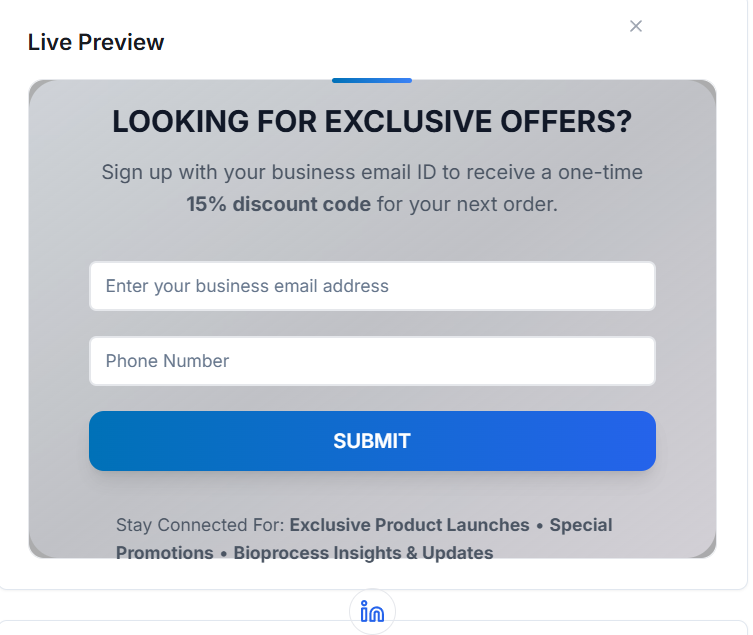 Live Preview
LOOKING FOR EXCLUSIVE OFFERS?
Sign up with your business email ID to receive a one-time
15% discount code for your next order.
Enter your business email address
Phone Number
SUBMIT
Stay Connected For: Exclusive Product Launches • Special
Promotions • Bioprocess Insights & Updates
in